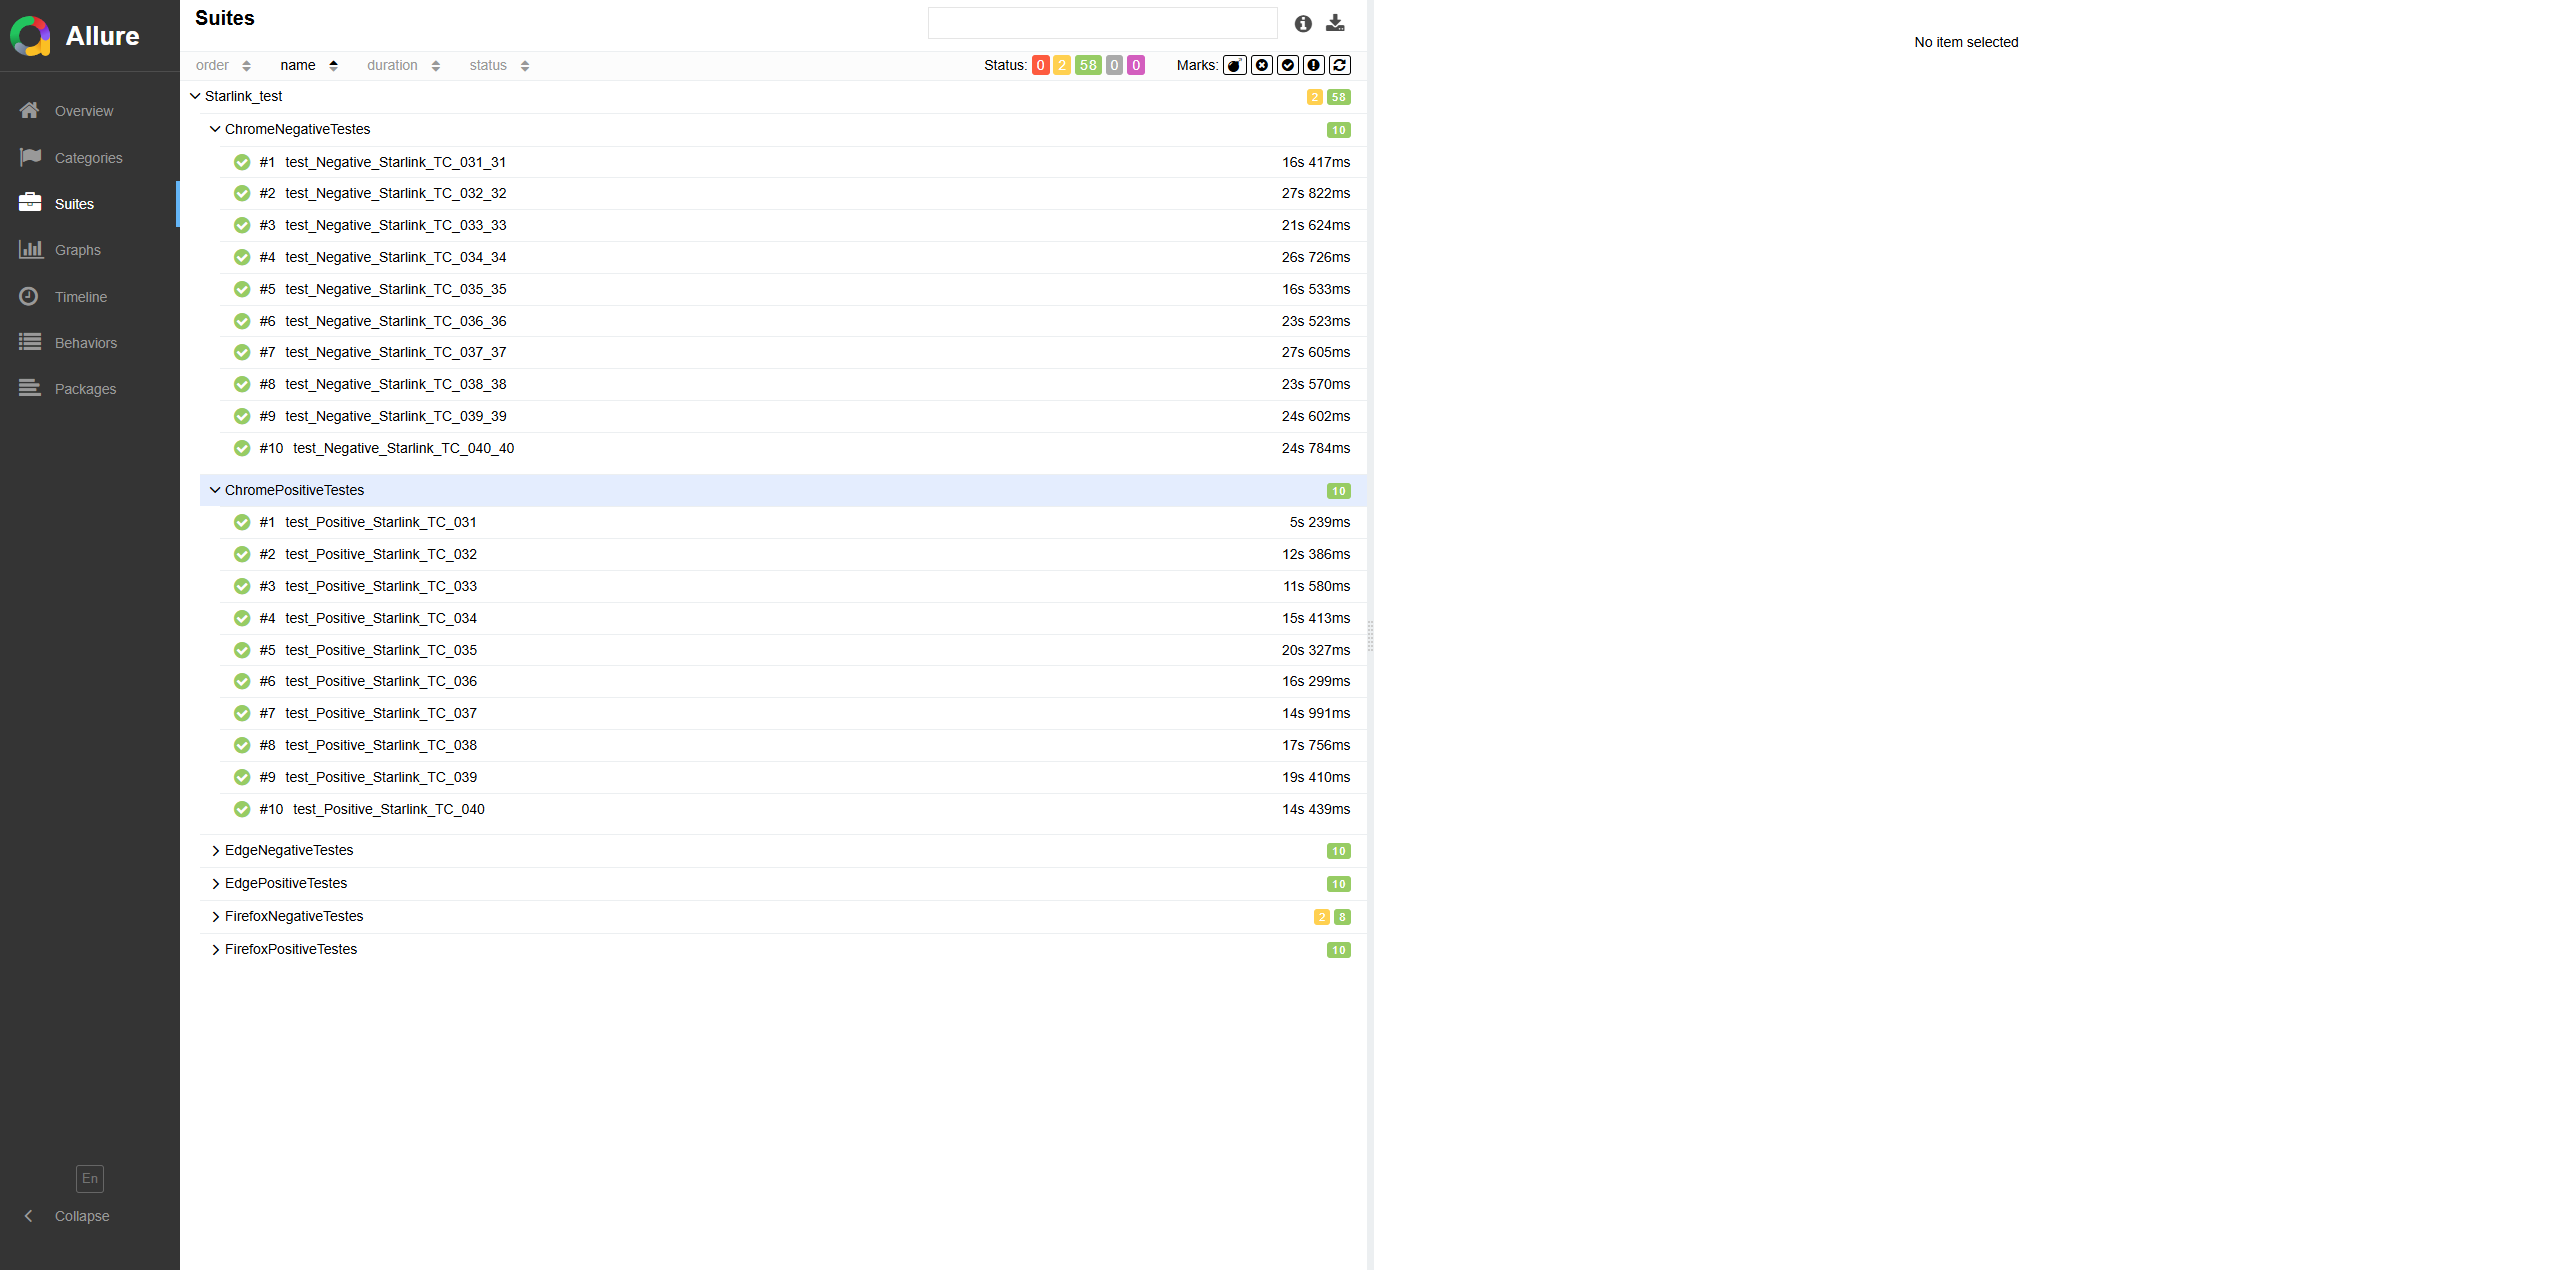 Allure
Overview
Categories
Suites
Graphs
Timeline
Behaviors
Packages
En
Collapse
Suites
order name duration status Status: 0 2 58 0 0 Marks:
Starlink_test 2 58
ChromeNegativeTestes 10
#1 test_Negative_Starlink_TC_031_31 16s 417ms
#2 test_Negative_Starlink_TC_032_32 27s 822ms
#3 test_Negative_Starlink_TC_033_33 21s 624ms
#4 test_Negative_Starlink_TC_034_34 26s 726ms
#5 test_Negative_Starlink_TC_035_35 16s 533ms
#6 test_Negative_Starlink_TC_036_36 23s 523ms
#7 test_Negative_Starlink_TC_037_37 27s 605ms
#8 test_Negative_Starlink_TC_038_38 23s 570ms
#9 test_Negative_Starlink_TC_039_39 24s 602ms
#10 test_Negative_Starlink_TC_040_40 24s 784ms
ChromePositiveTestes 10
#1 test_Positive_Starlink_TC_031 5s 239ms
#2 test_Positive_Starlink_TC_032 12s 386ms
#3 test_Positive_Starlink_TC_033 11s 580ms
#4 test_Positive_Starlink_TC_034 15s 413ms
#5 test_Positive_Starlink_TC_035 20s 327ms
#6 test_Positive_Starlink_TC_036 16s 299ms
#7 test_Positive_Starlink_TC_037 14s 991ms
#8 test_Positive_Starlink_TC_038 17s 756ms
#9 test_Positive_Starlink_TC_039 19s 410ms
#10 test_Positive_Starlink_TC_040 14s 439ms
EdgeNegativeTestes 10
EdgePositiveTestes 10
FirefoxNegativeTestes 2 8
FirefoxPositiveTestes 10
No item selected